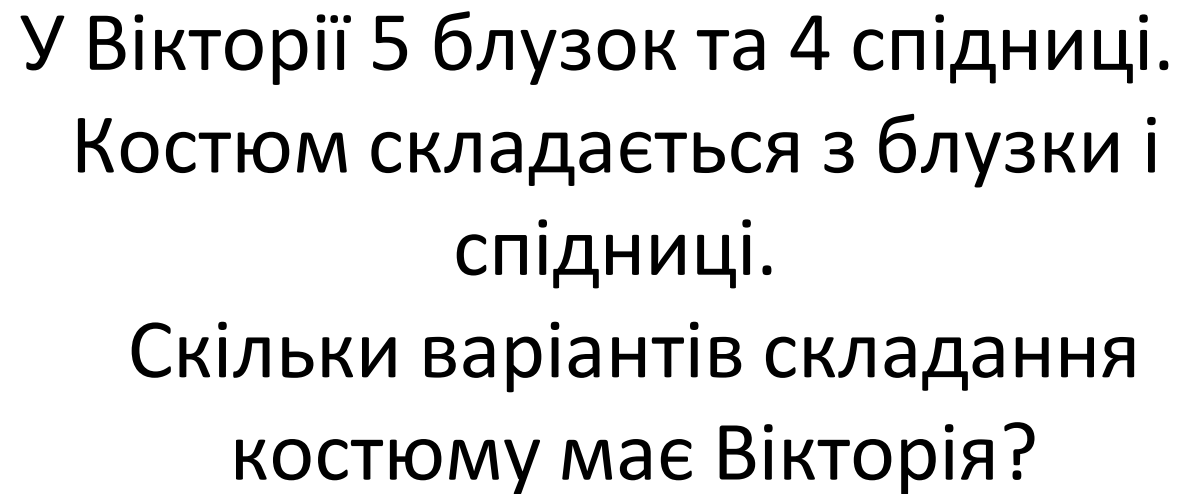 У Вікторії 5 блузок та 4 спідниці.
Костюм складається з блузки і
спідниці.
Скільки варіантів складання
костюму має Вікторія?